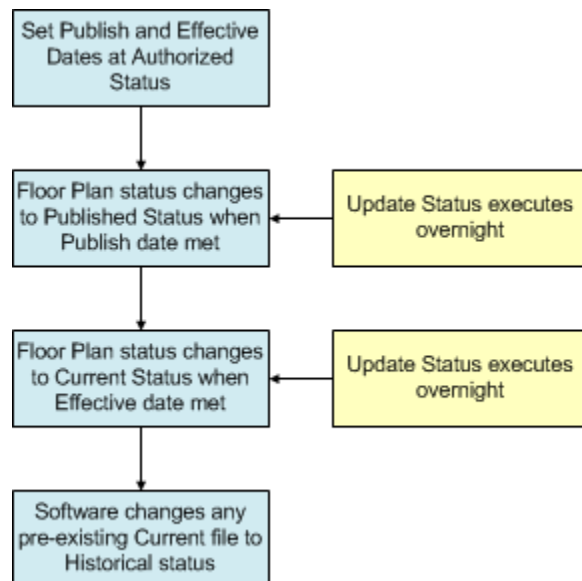 Set Publish and Effective
Dates at Authorized
Status
Floor Plan status changes
to Published Status when
Publish date met
Update Status executes
overnight
Floor Plan status changes
to Current Status when
Effective date met
Update Status executes
overnight
Software changes any
pre-existing Current file to
Historical status